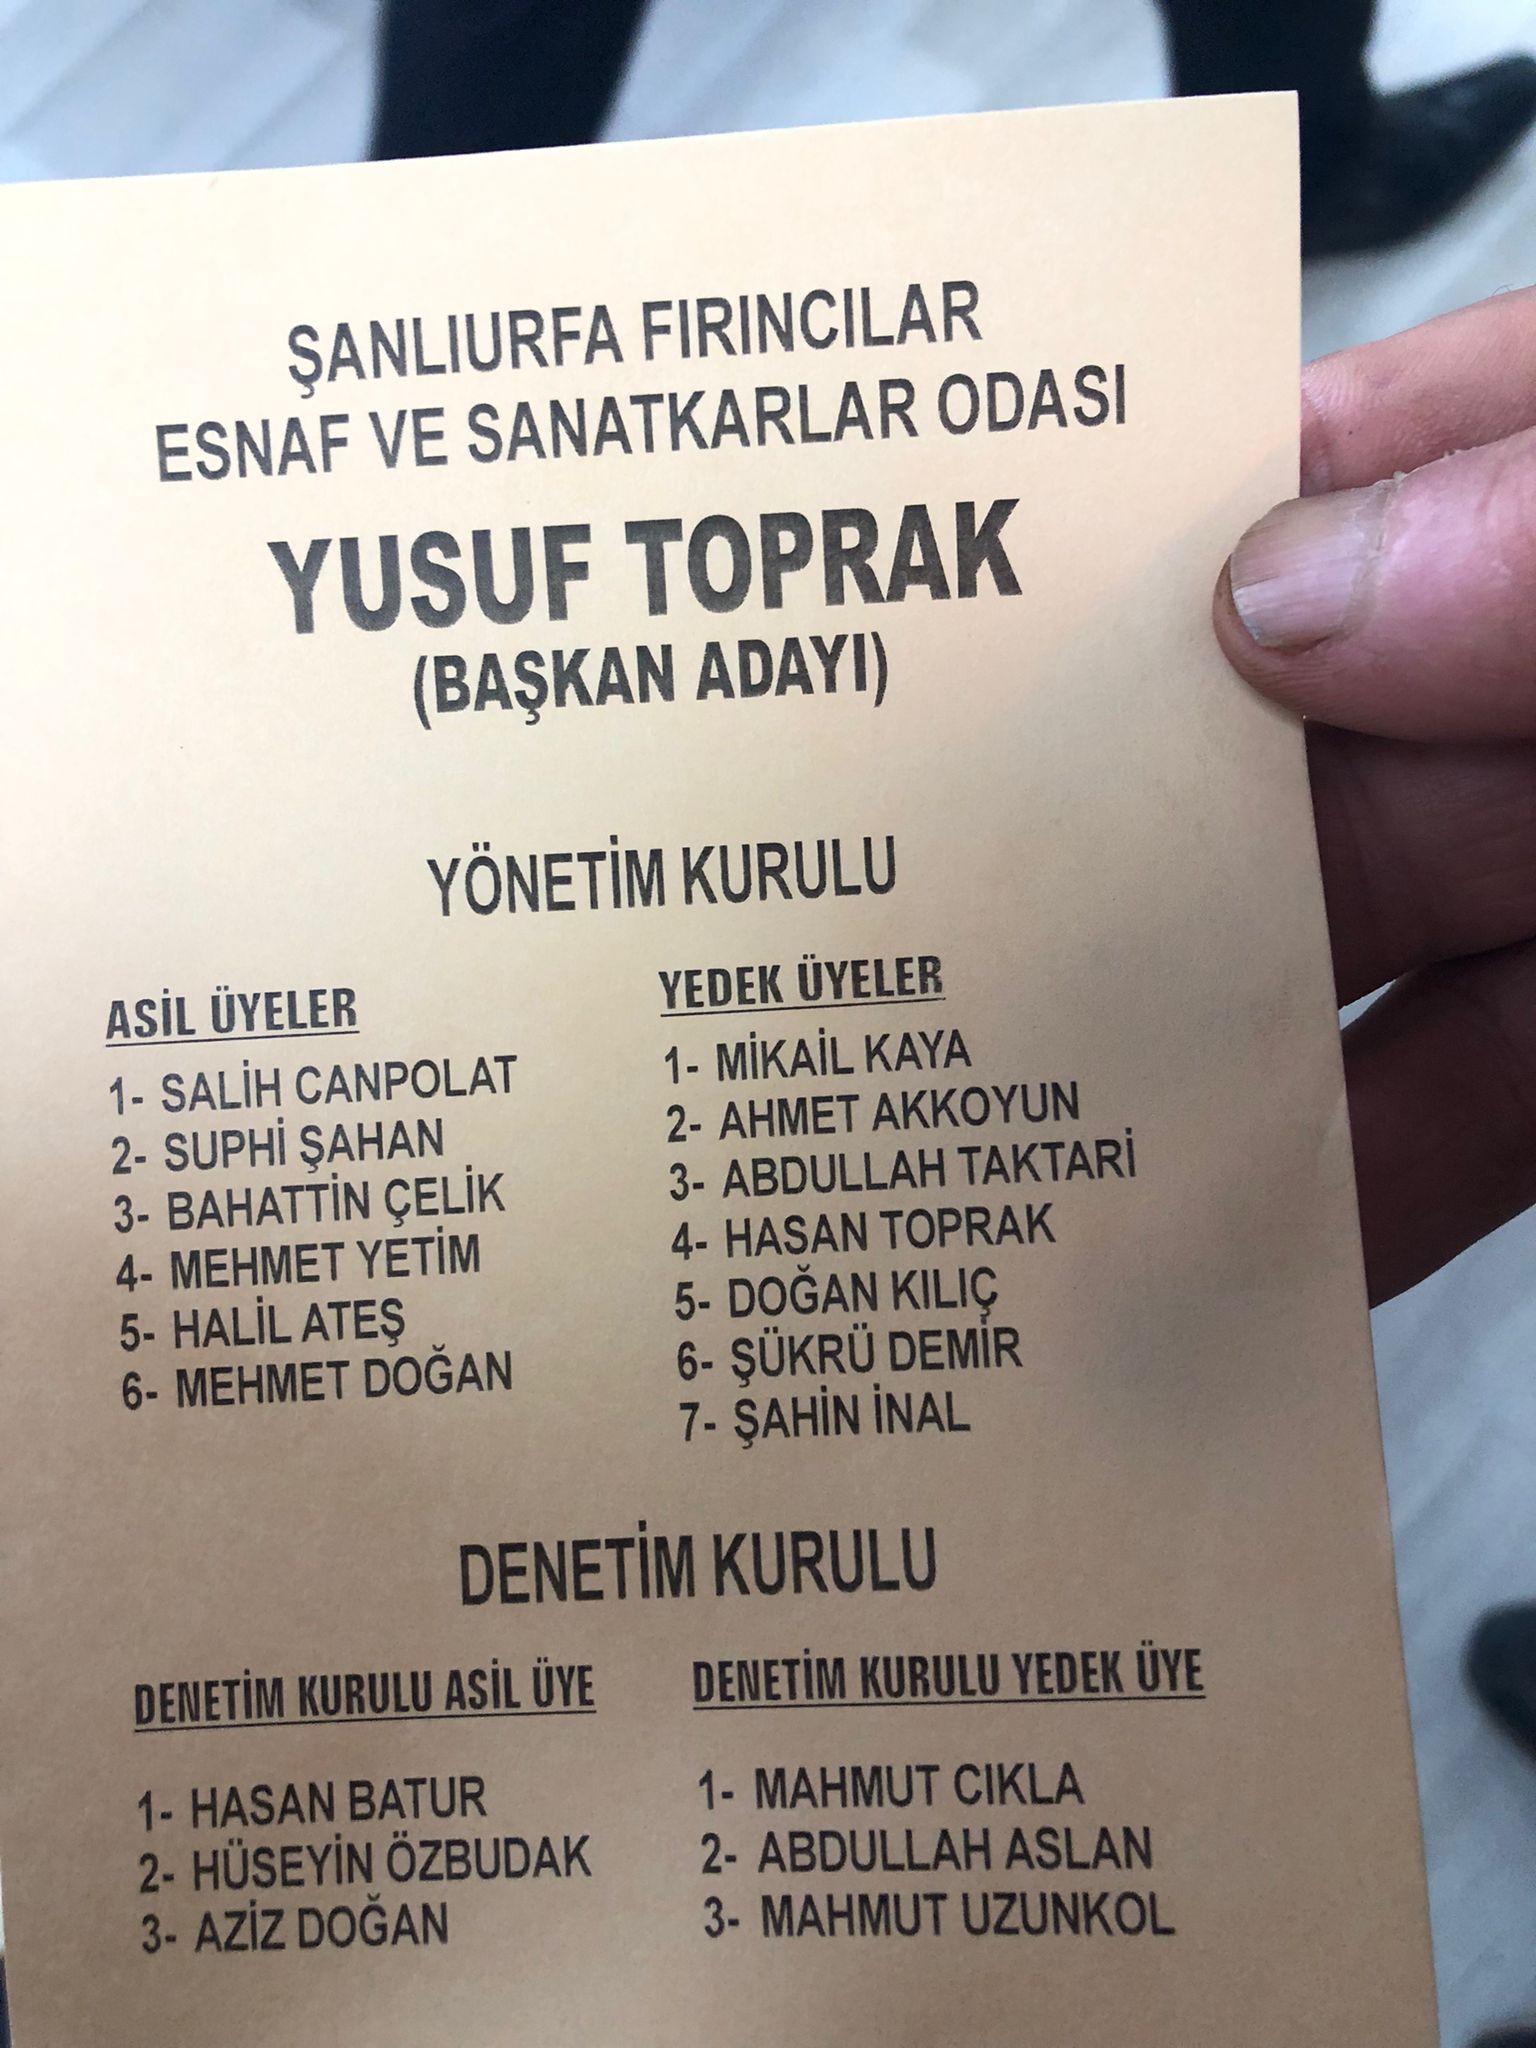 ŞANLIURFA FIRINCILAR
ESNAF VE SANATKARLAR ODASI
YUSUF TOPRAK
(BAŞKAN ADAYI)
YÖNETİM KURULU
ASİL ÜYELER
1- SALİH CANPOLAT
2- SUPHİ ŞAHAN
3- BAHATTİN ÇELİK
4- MEHMET YETİM
5- HALİL ATEŞ
6- MEHMET DOĞAN
YEDEK ÜYELER
1- MİKAİL KAYA
2- AHMET AKKOYUN
3- ABDULLAH TAKTARİ
4- HASAN TOPRAK
5- DOĞAN KILIÇ
6- ŞÜKRÜ DEMİR
7- ŞAHİN İNAL
DENETİM KURULU
DENETİM KURULU ASİL ÜYE
1- HASAN BATUR
2- HÜSEYİN ÖZBUDAK
3- AZİZ DOĞAN
DENETİM KURULU YEDEK ÜYE
1- MAHMUT CIKLA
2- ABDULLAH ASLAN
3- MAHMUT UZUNKOL